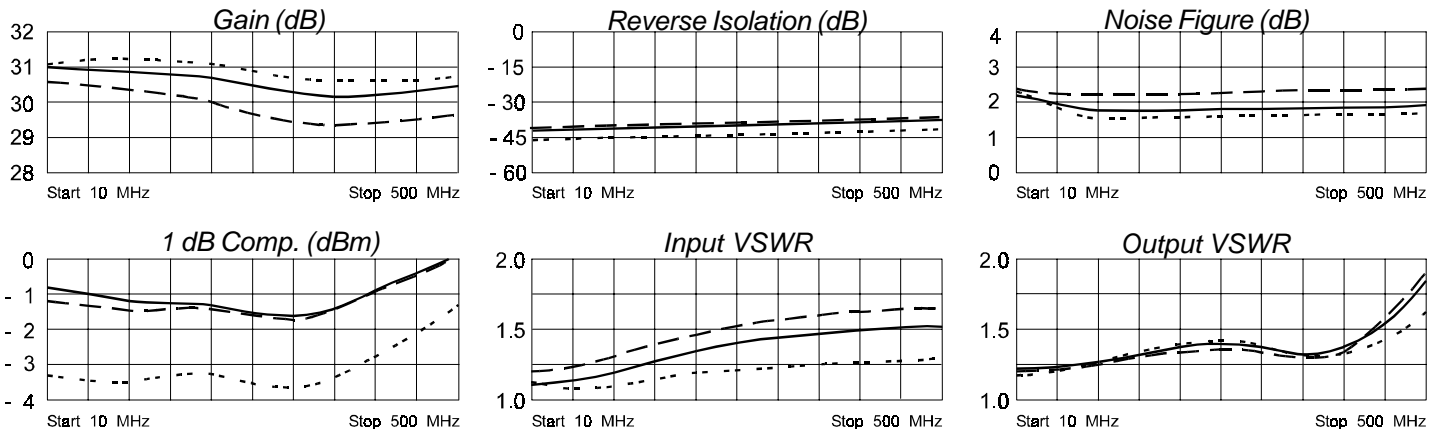 Gain (dB)
32
31
30
29
28
Start 10 MHz
Stop 500 MHz
Reverse Isolation (dB)
0
- 15
- 30
- 45
- 60
Start 10 MHz
Stop 500 MHz
Noise Figure (dB)
4
3
2
1
0
Start 10 MHz
Stop 500 MHz
1 dB Comp. (dBm)
0
- 1
- 2
- 3
- 4
Start 10 MHz
Stop 500 MHz
Input VSWR
2.0
1.5
1.0
Start 10 MHz
Stop 500 MHz
Output VSWR
2.0
1.5
1.0
Start 10 MHz
Stop 500 MHz